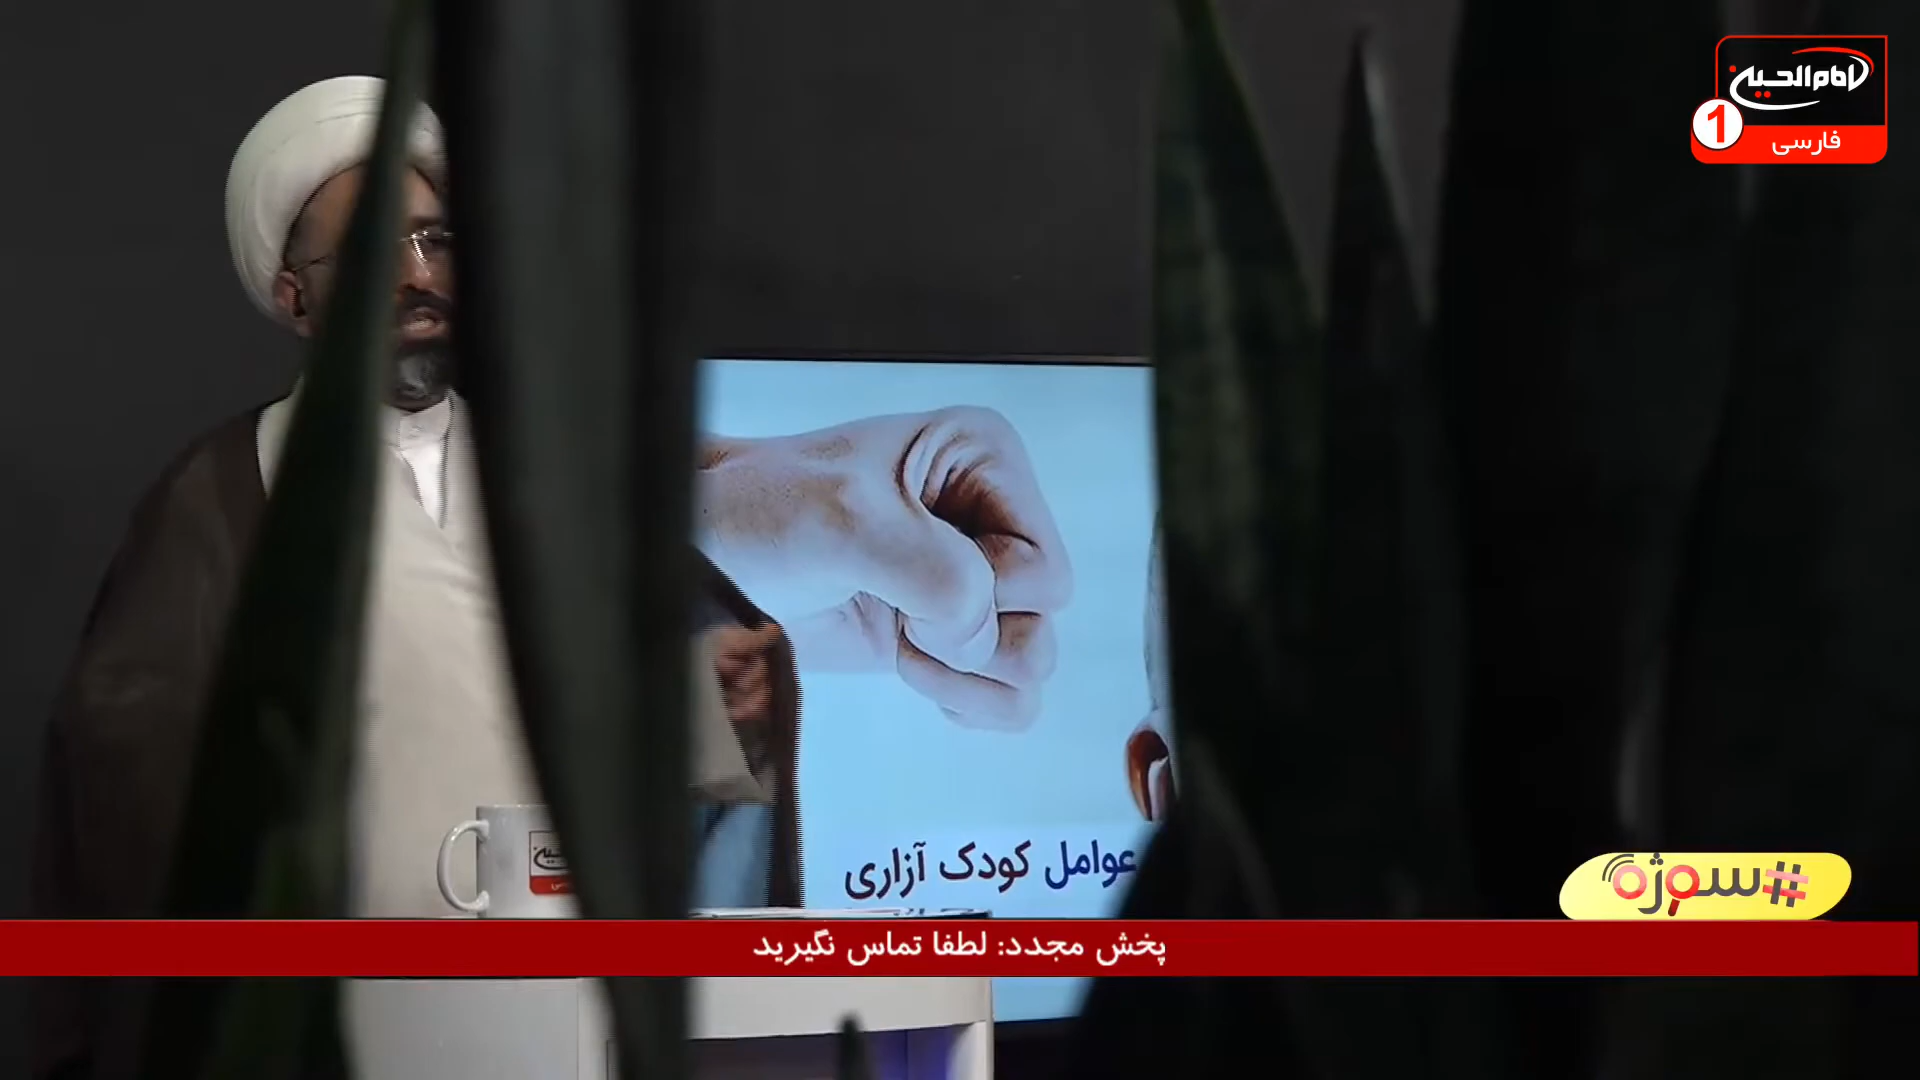 امام الحسین
1
فارسی
عوامل کودک آزاری
#سوژه
پخش مجدد: لطفا تماس نگیرید